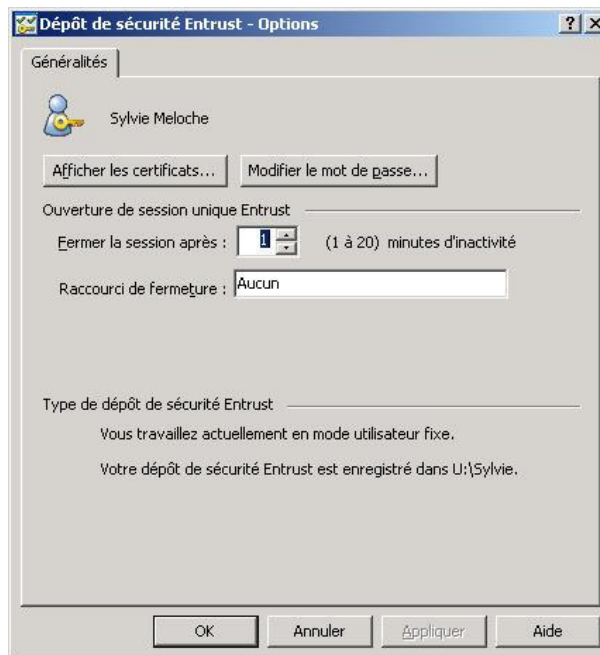 Dépôt de sécurité Entrust - Options
Généralités
Sylvie Meloche
Afficher les certificats...
Modifier le mot de passe...
Ouverture de session unique Entrust
Fermer la session après : 1 (1 à 20) minutes d'inactivité
Raccourci de fermeture : Aucun
Type de dépôt de sécurité Entrust
Vous travaillez actuellement en mode utilisateur fixe.
Votre dépôt de sécurité Entrust est enregistré dans U:\Sylvie.
OK Annuler Appliquer Aide